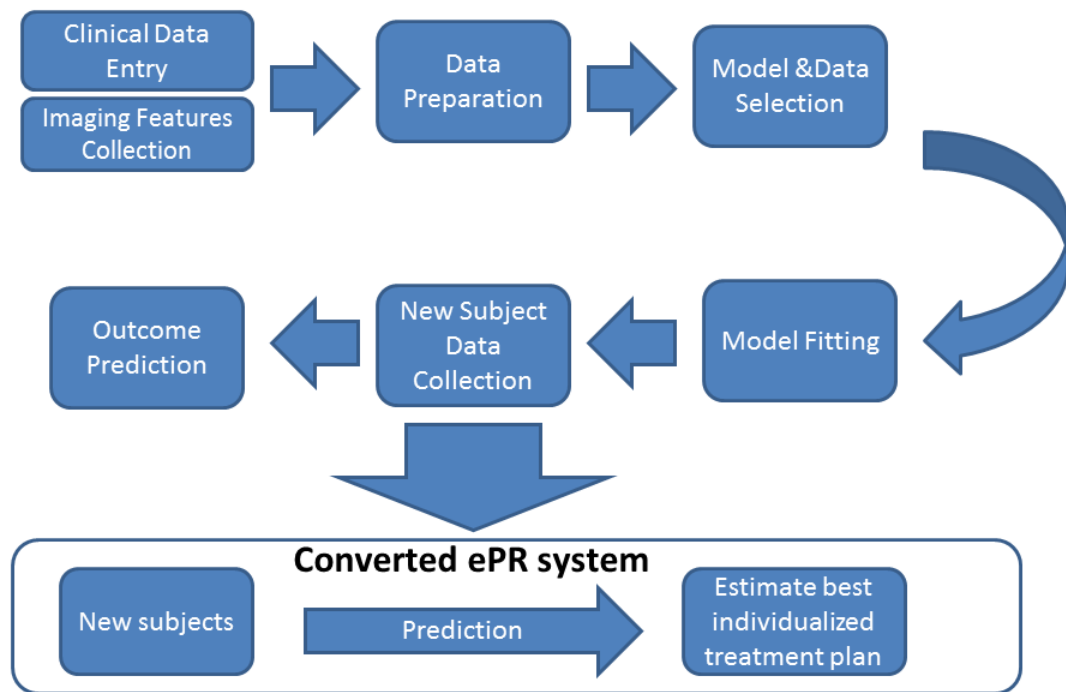 Clinical Data
Entry
Imaging Features
Collection
Data
Preparation
Model &Data
Selection
Outcome
Prediction
New Subject
Data
Collection
Model Fitting
Converted ePR system
New subjects
Prediction
Estimate best
individualized
treatment plan